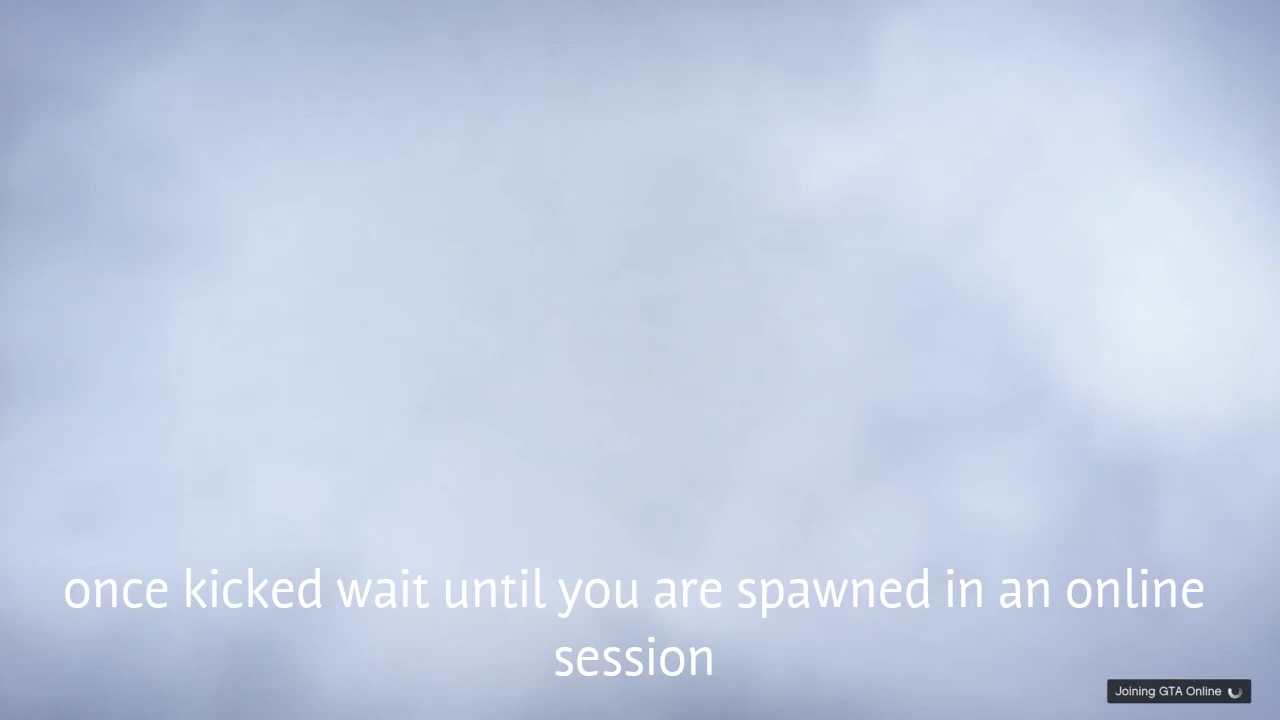 once kicked wait until you are spawned in an online
session
Joining GTA Online